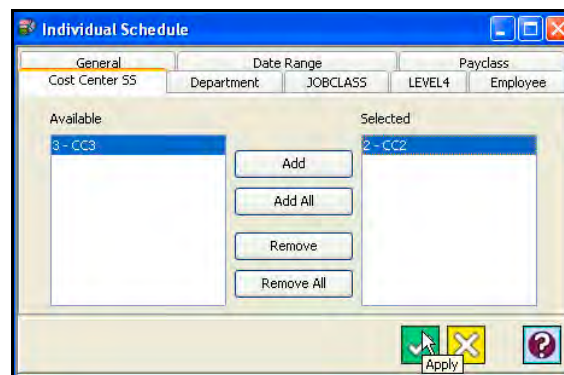 Individual Schedule
General Date Range Payclass
Cost Center SS Department JOBCLASS LEVEL4 Employee
Available Selected
3 - CC3 2 - CC2
Add
Add All
Remove
Remove All
Apply